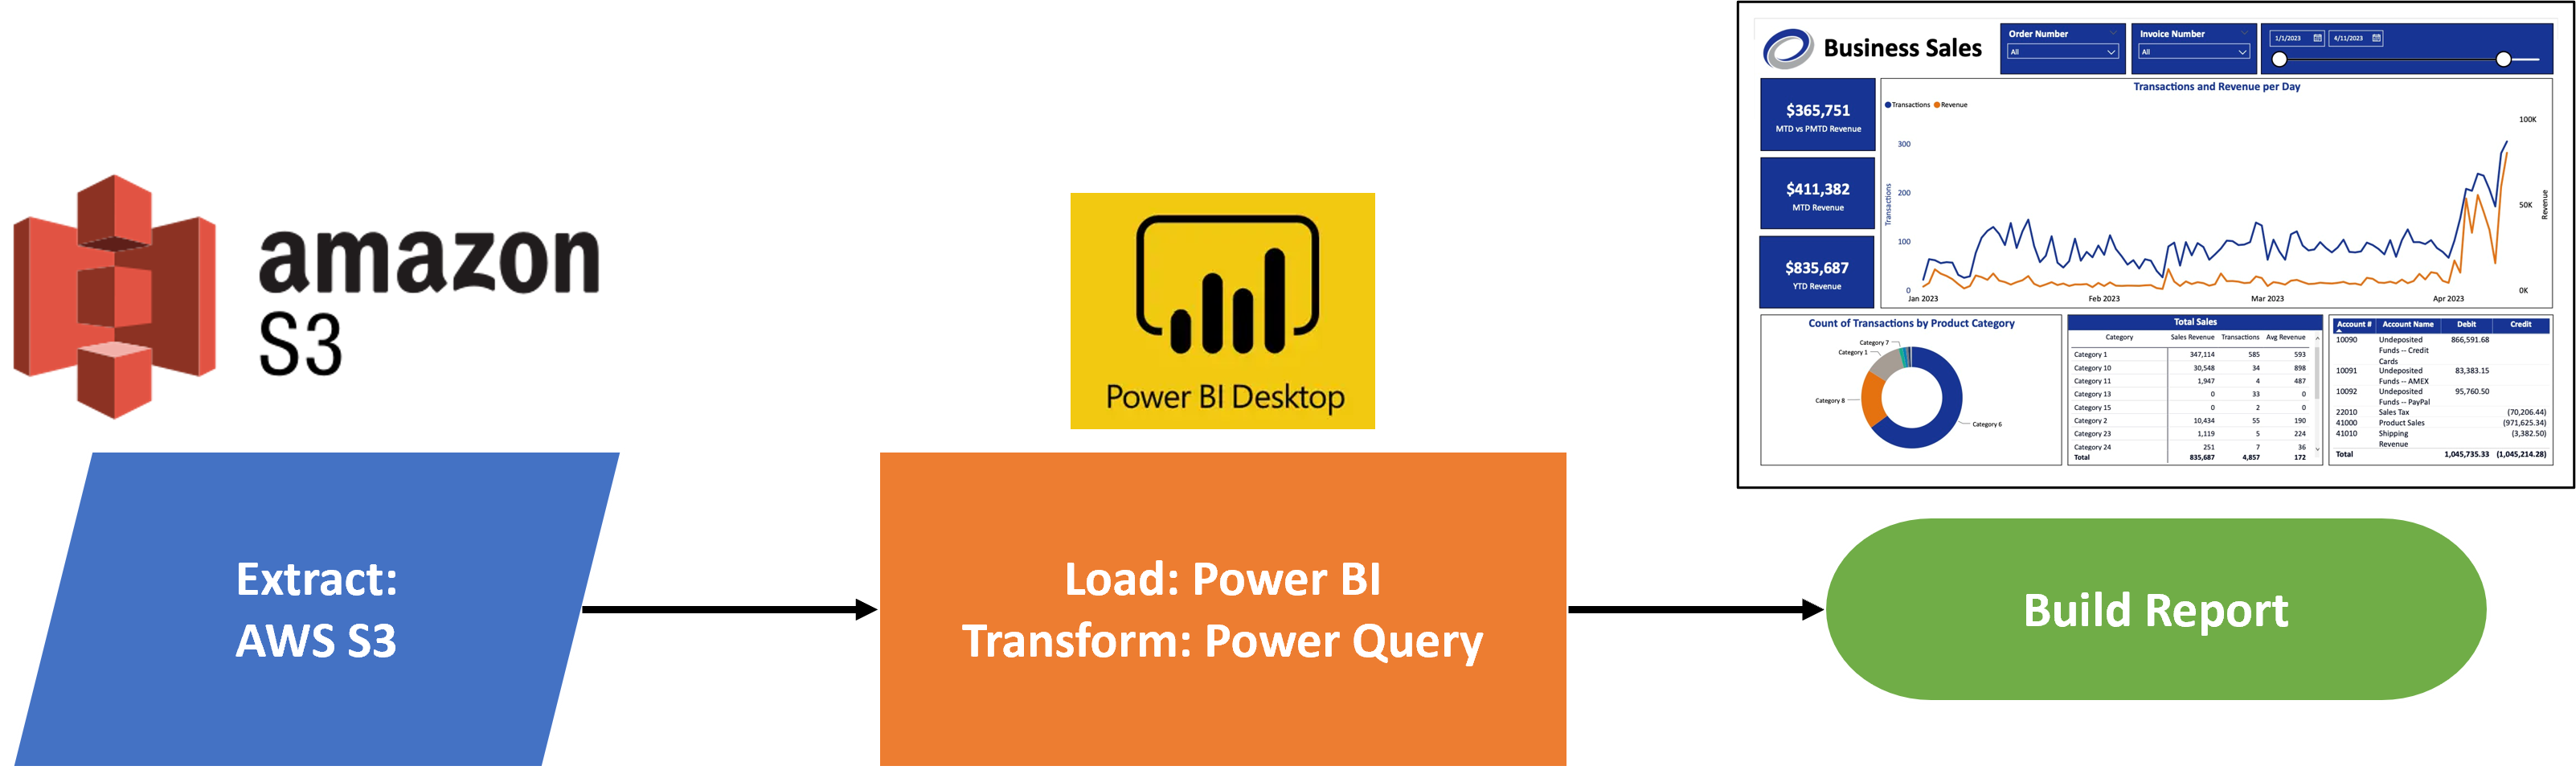 amazon
S3
Extract:
AWS S3
Power BI Desktop
Load: Power BI
Transform: Power Query
Business Sales
Order Number
All
Invoice Number
All
1/1/2023
4/11/2023
$365,751
MTD vs PMTD Revenue
$411,382
MTD Revenue
$835,687
YTD Revenue
Transactions and Revenue per Day
Transactions Revenue
300
200
100
0
Transactions
100K
50K
0K
Revenue
Jan 2023 Feb 2023 Mar 2023 Apr 2023
Count of Transactions by Product Category
Category 7
Category 1
Category 8
Category 6
Total Sales
Category Sales Revenue Transactions Avg Revenue
Category 1 347,114 585 593
Category 10 30,548 34 898
Category 11 1,947 4 487
Category 13 0 33 0
Category 15 0 2 0
Category 2 10,434 55 190
Category 23 1,119 5 224
Category 24 251 7 36
Total 835,687 4,857 172
Account # Account Name Debit Credit
10090 Undeposited 866,591.68
Funds -- Credit
Cards
10091 Undeposited 83,383.15
Funds -- AMEX
10092 Undeposited 95,760.50
Funds -- PayPal
22010 Sales Tax (70,206.44)
41000 Product Sales (971,625.34)
41010 Shipping (3,382.50)
Revenue
Total 1,045,735.33 (1,045,214.28)
Build Report